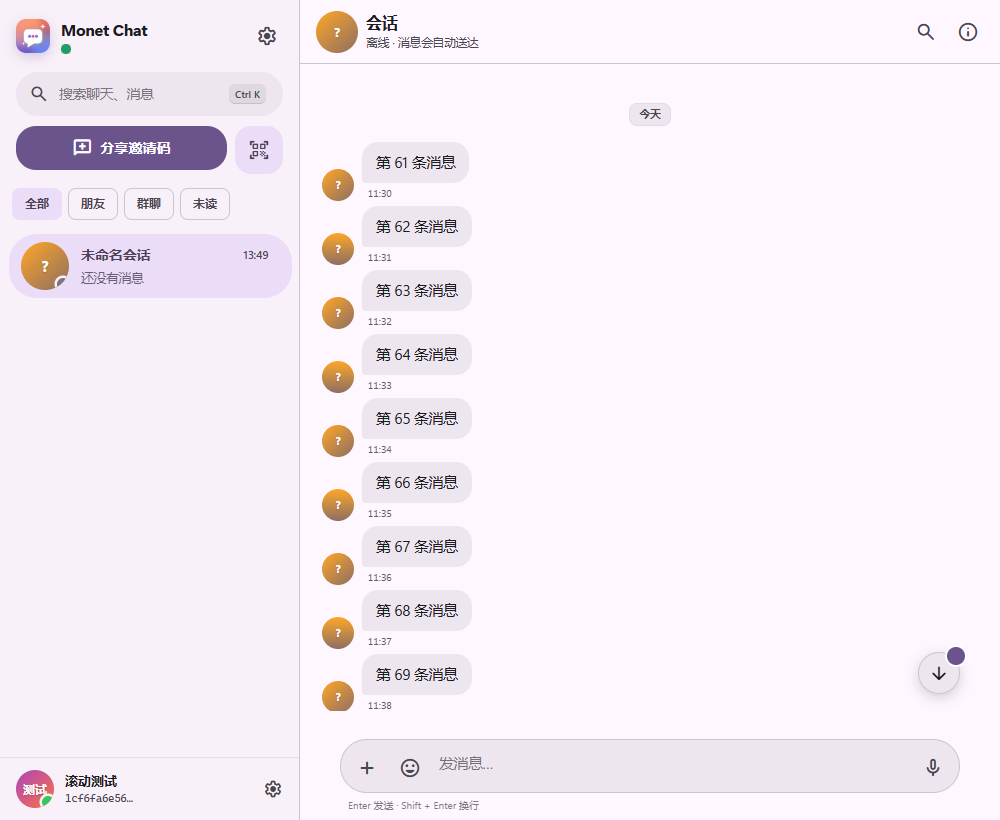 Monet Chat
搜索聊天、消息
Ctrl K
分享邀请码
全部
朋友
群聊
未读
?
未命名会话
13:49
还没有消息
测试
滚动测试
1cf6fa6e56…
?
会话
离线 · 消息会自动送达
今天
第 61 条消息
?
11:30
第 62 条消息
?
11:31
第 63 条消息
?
11:32
第 64 条消息
?
11:33
第 65 条消息
?
11:34
第 66 条消息
?
11:35
第 67 条消息
?
11:36
第 68 条消息
?
11:37
第 69 条消息
?
11:38
发消息…
Enter 发送 · Shift + Enter 换行